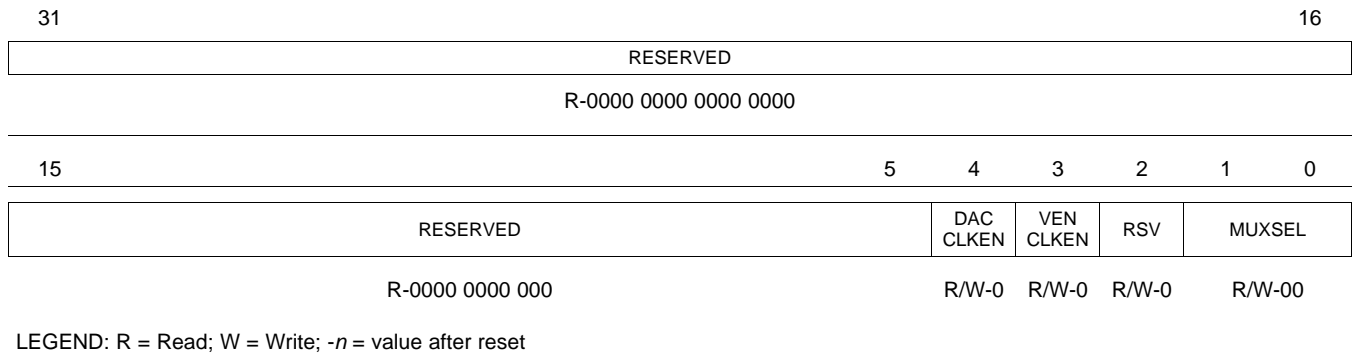 31 16
RESERVED
R-0000 0000 0000 0000
15 5 4 3 2 1 0
RESERVED DAC CLKEN VEN CLKEN RSV MUXSEL
R-0000 0000 000 R/W-0 R/W-0 R/W-0 R/W-00
LEGEND: R = Read; W = Write; -n = value after reset